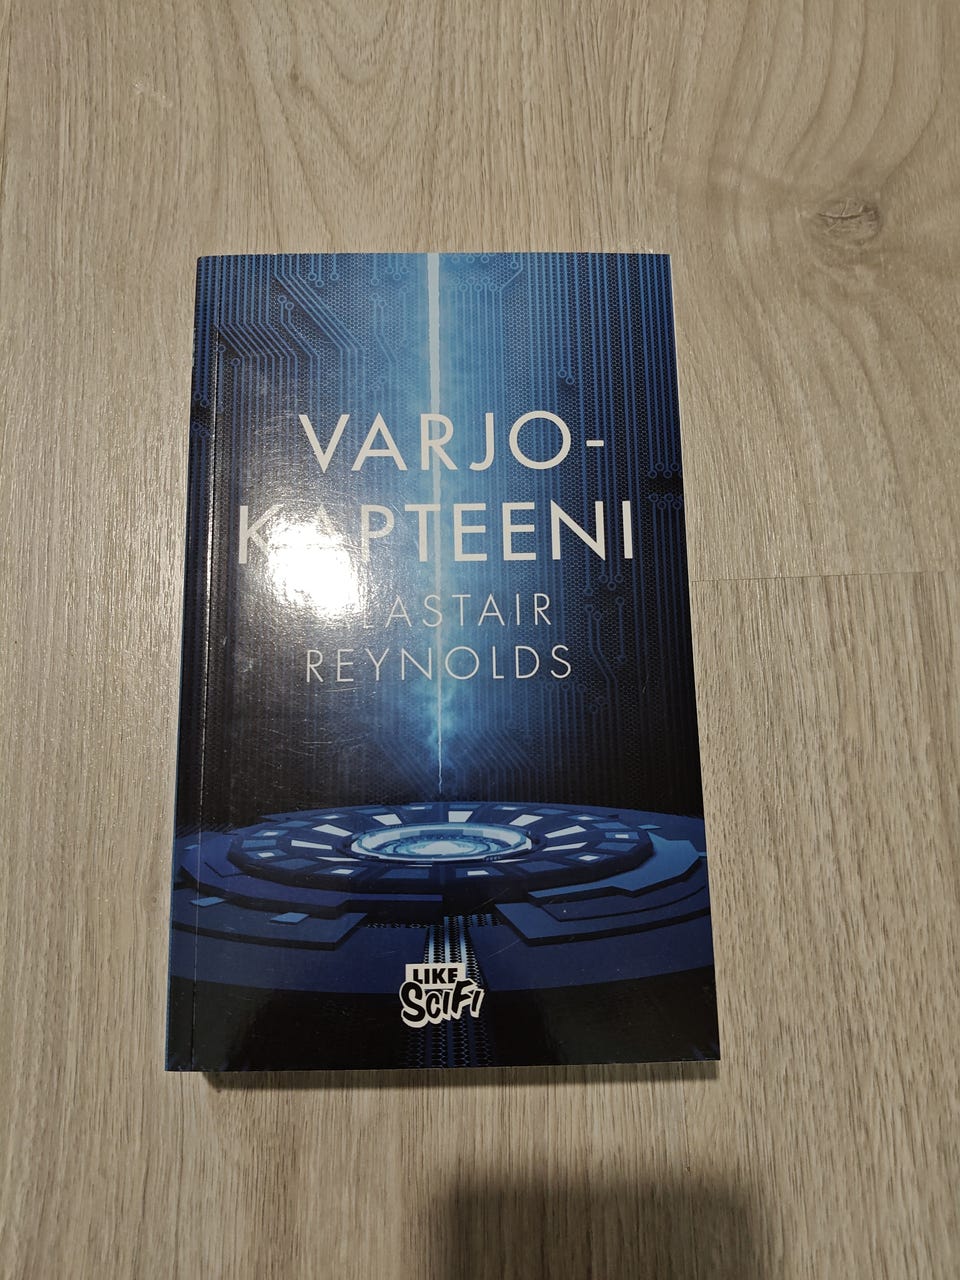 VARJO-
KAPTEENI
ALASTAIR
REYNOLDS
LIKE
SCIFI